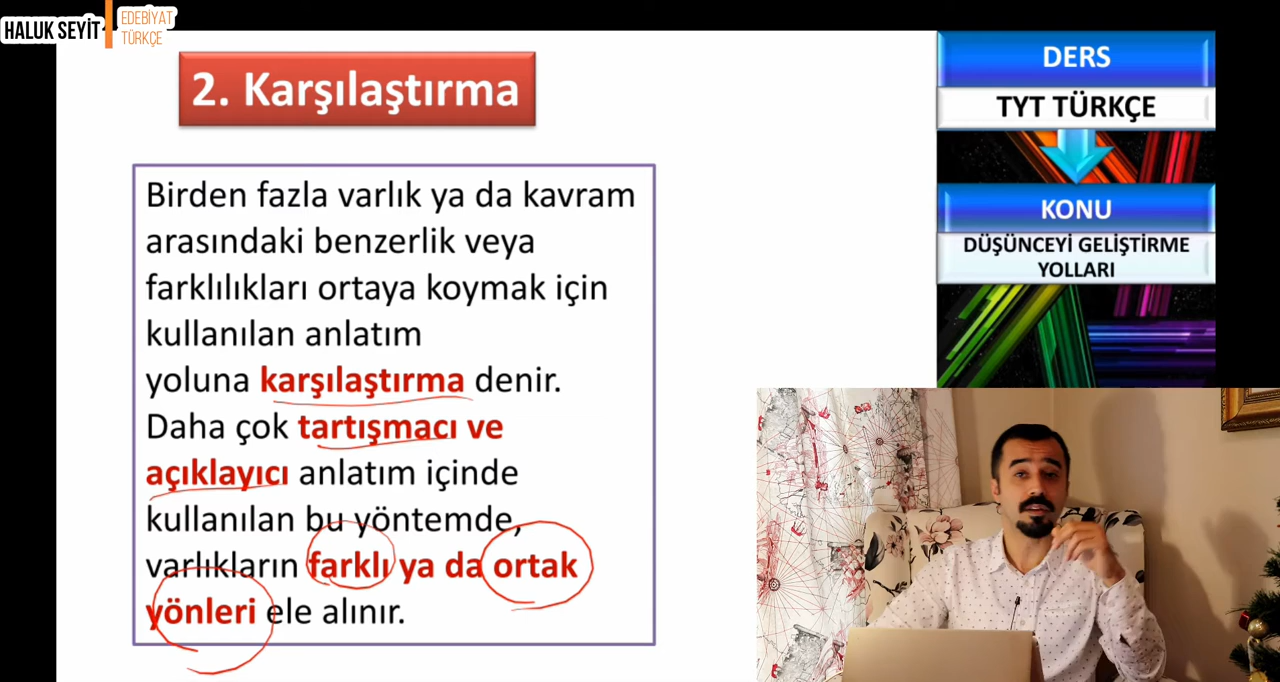 HALUK SEYİT
EDEBİYAT
TÜRKÇE
2. Karşılaştırma
Birden fazla varlık ya da kavram
arasındaki benzerlik veya
farklılıkları ortaya koymak için
kullanılan anlatım
yoluna karşılaştırma denir.
Daha çok tartışmacı ve
açıklayıcı anlatım içinde
kullanılan bu yöntemde,
varlıkların farklı ya da ortak
yönleri ele alınır.
DERS
TYT TÜRKÇE
KONU
DÜŞÜNCEYİ GELİŞTİRME
YOLLARI